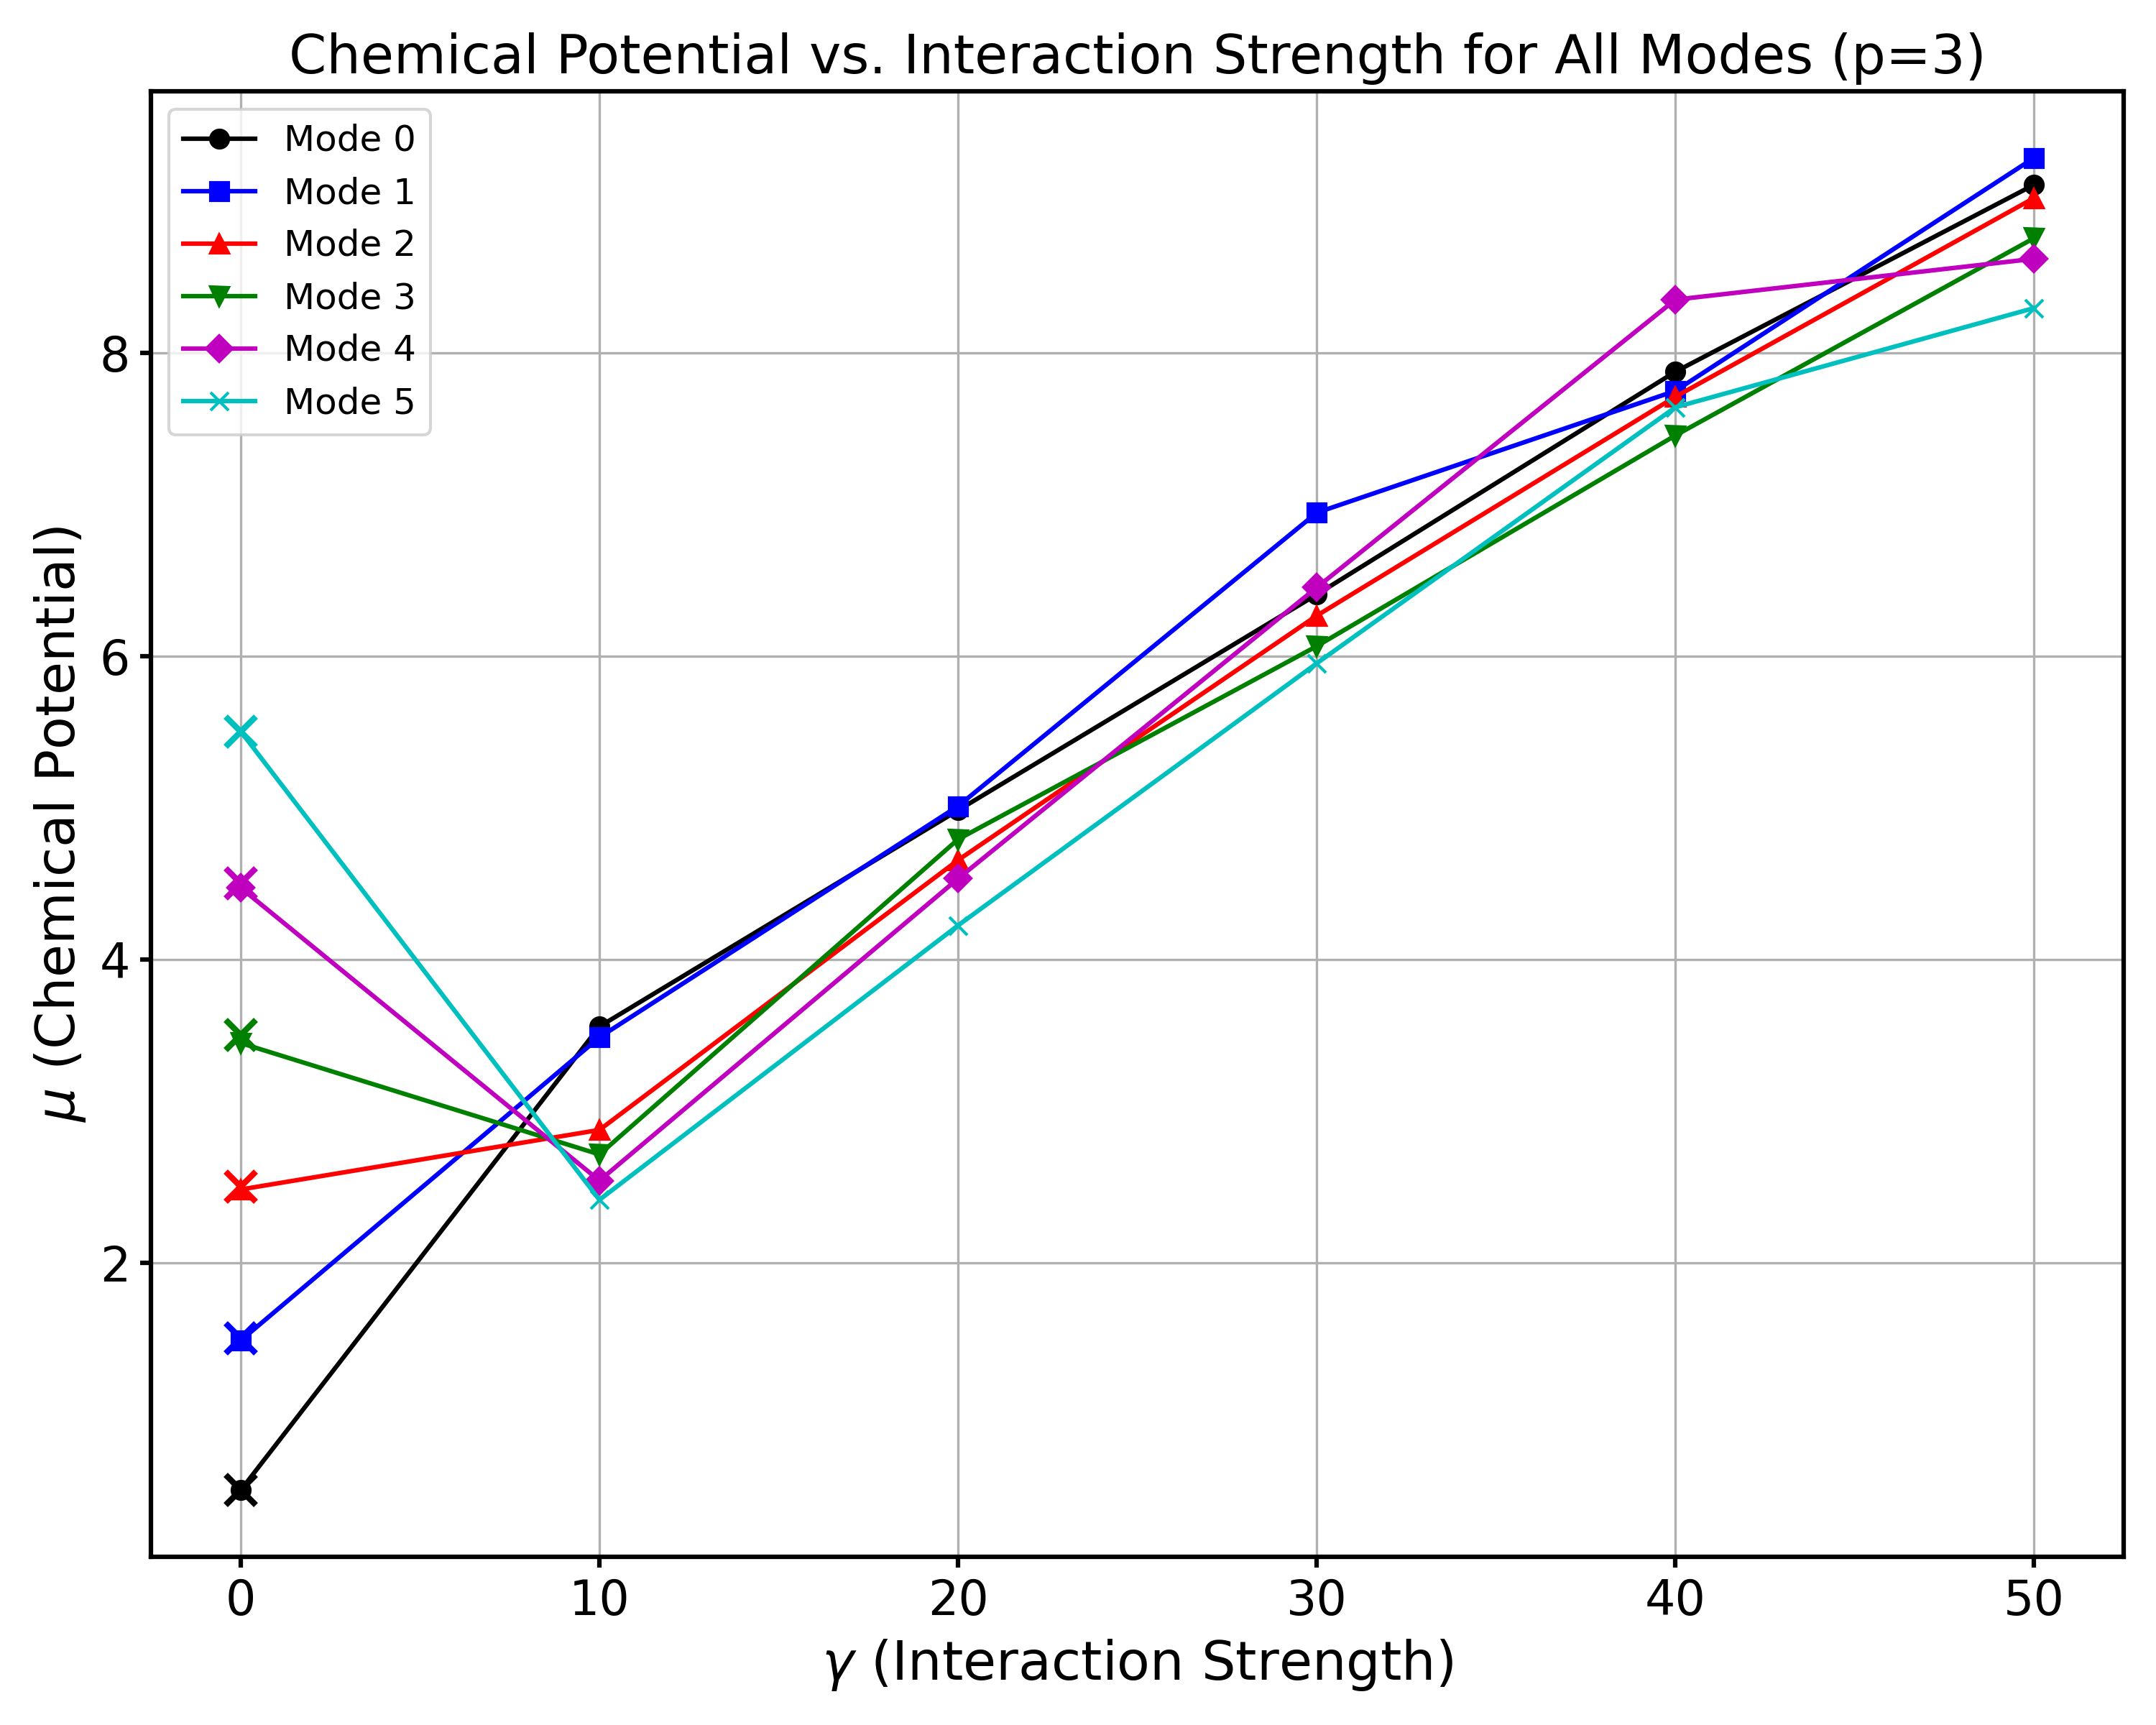 Chemical Potential vs. Interaction Strength for All Modes (p=3)
Mode 0
Mode 1
Mode 2
Mode 3
Mode 4
Mode 5
μ (Chemical Potential)
8
6
4
2
0 10 20 30 40 50
γ (Interaction Strength)